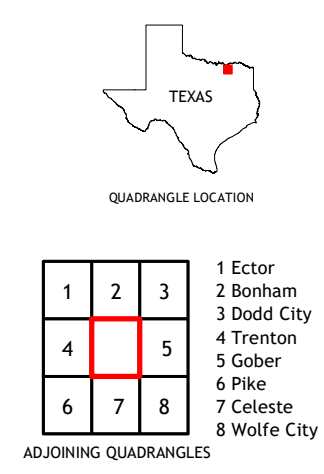 TEXAS
QUADRANGLE LOCATION
1 2 3
4 5
6 7 8
1 Ector
2 Bonham
3 Dodd City
4 Trenton
5 Gober
6 Pike
7 Celeste
8 Wolfe City
ADJOINING QUADRANGLES